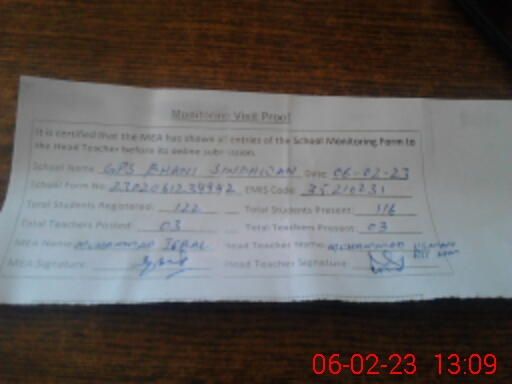 Monitoring Visit Proof
It is certified that the MEA has shown all entries of the School Monitoring Form to
the Head Teacher before its online submission.
School Name GPS BHANI Date: 06-02-23
School Form No. EMIS Code: 35210231
Total Students Registered: 122 Total Students Present: 116
Total Teachers Posted: 03 Total Teachers Present: 03
MEA Name: MUHAMMAD IQBAL Head Teacher Name: MUHAMMAD
MEA Signature: Head Teacher Signature:
06-02-23 13:09